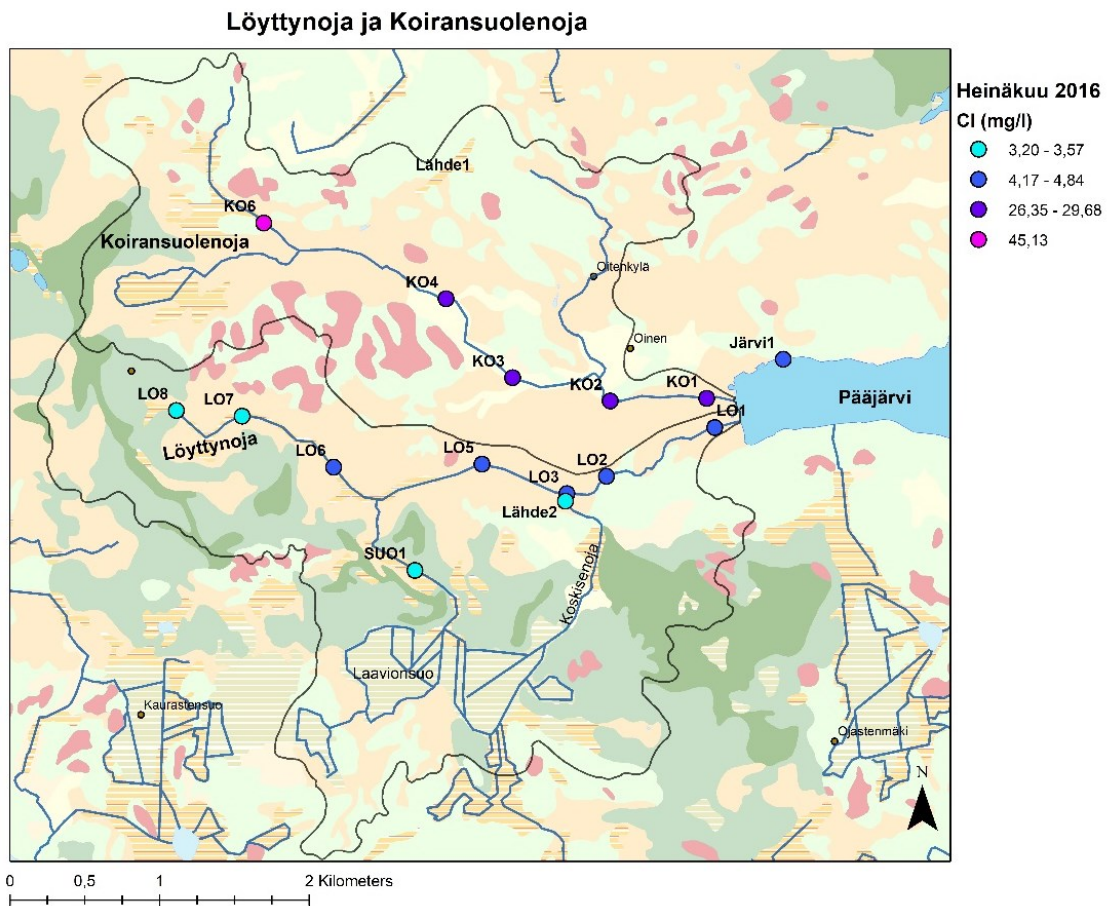 Löyttynoja ja Koiransuolenoja
Heinäkuu 2016
Cl (mg/l)
3,20 - 3,57
4,17 - 4,84
26,35 - 29,68
45,13
Lähde1
KO6
Koiransuolenoja
KO4
Oitenkylä
Oinen
Järvi1
KO3
KO2
KO1
Pääjärvi
LO8
LO7
LO1
Löyttynoja
LO6
LO5
LO2
LO3
Lähde2
SUO1
Koskisenoja
Laavionsuo
Kaurastensuo
Ojastenmäki
N
0 0,5 1 2 Kilometers